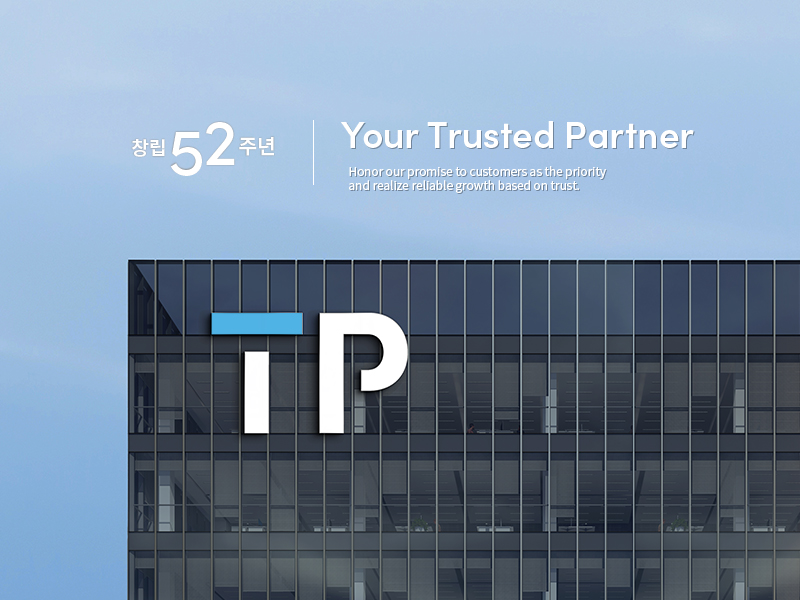 창립 52 주년
Your Trusted Partner
Honor our promise to customers as the priority
and realize reliable growth based on trust.
TP